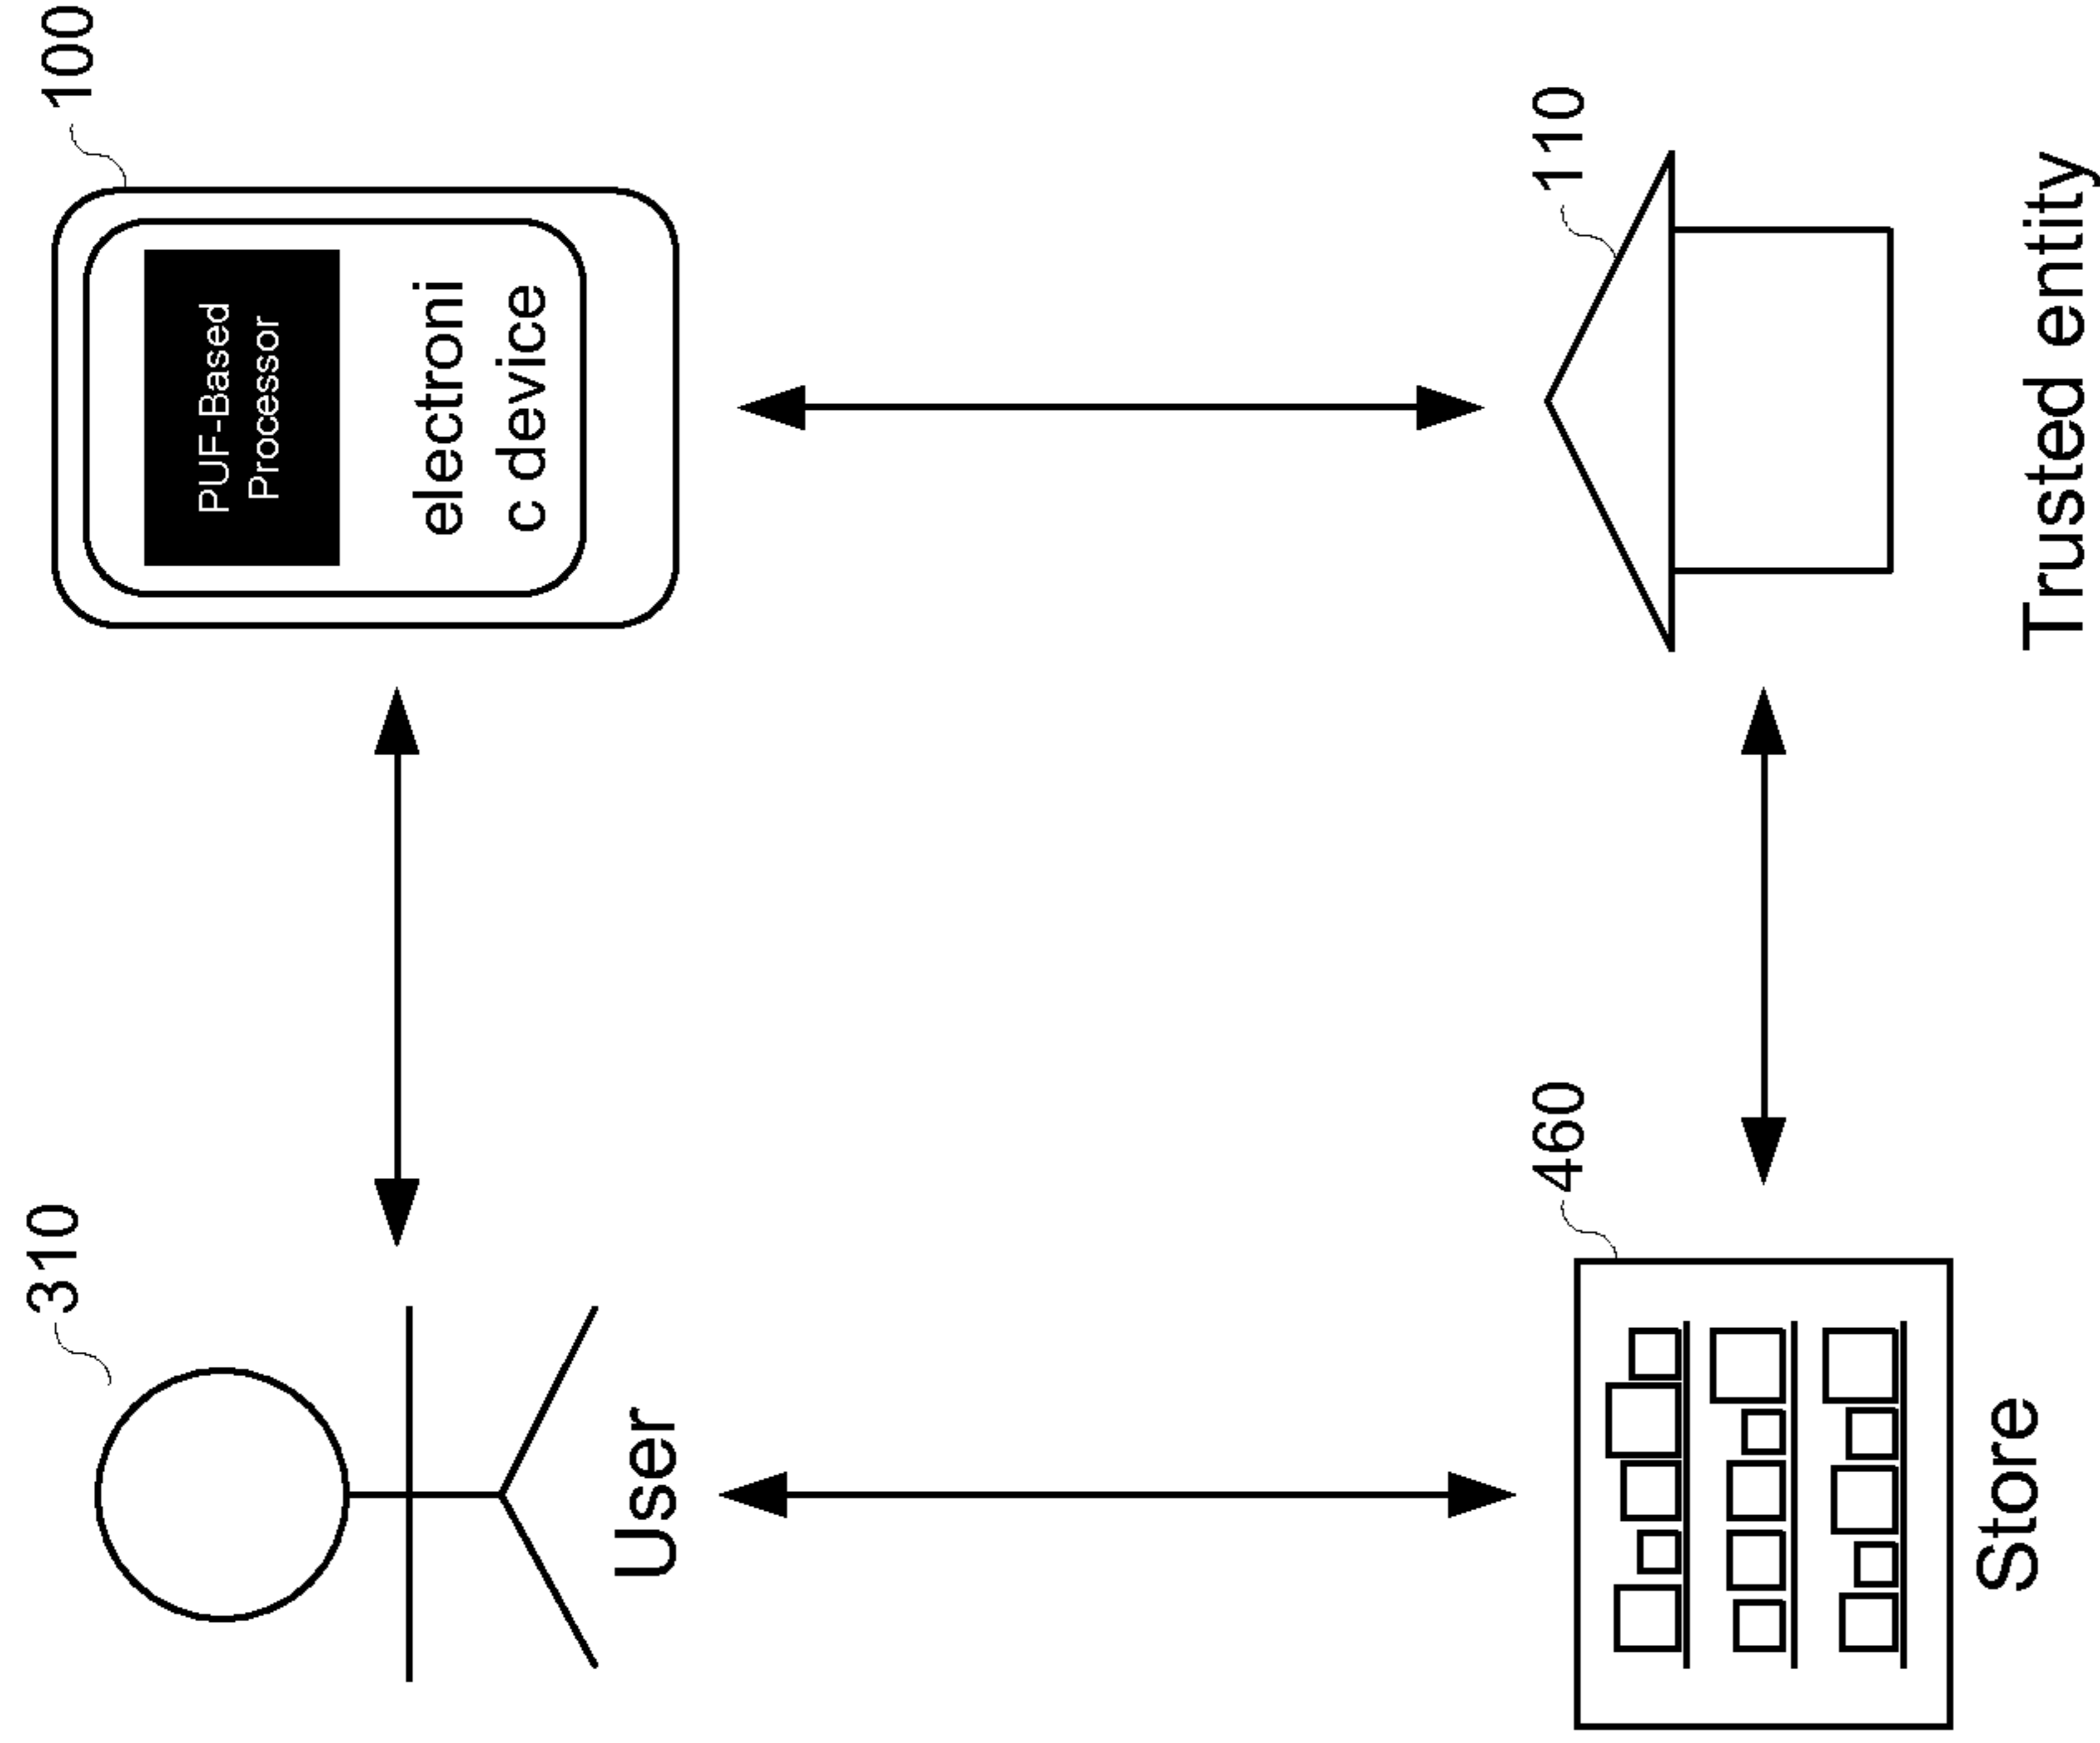 310
100
PUF-Based
Processor
electroni
c device
User
460
110
Store
Trusted entity